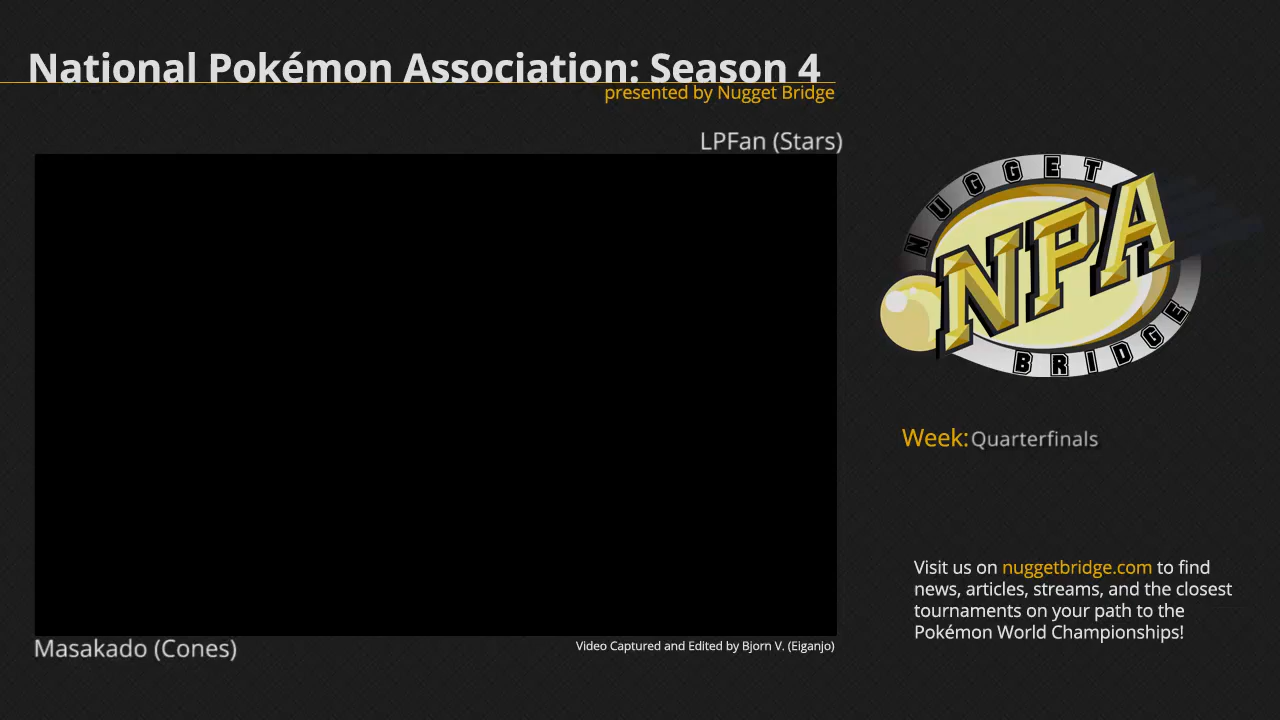 National Pokémon Association: Season 4
presented by Nugget Bridge
LPFan (Stars)
NUGGET
NPA
BRIDGE
Week: Quarterfinals
Visit us on nuggetbridge.com to find
news, articles, streams, and the closest
tournaments on your path to the
Pokémon World Championships!
Masakado (Cones)
Video Captured and Edited by Bjorn V. (Eiganjo)